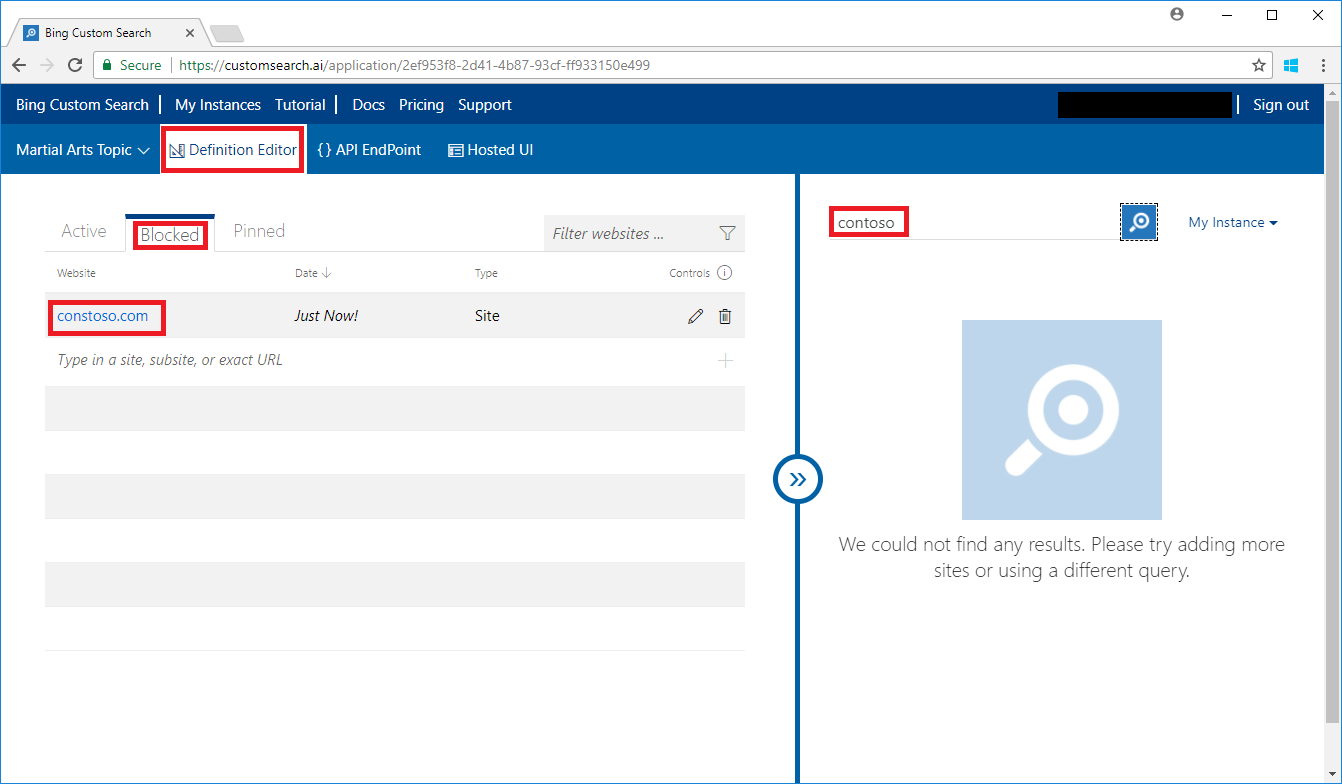 Bing Custom Search
Secure https://customsearch.ai/application/2ef953f8-2d41-4b87-93cf-ff933150e499
Bing Custom Search My Instances Tutorial Docs Pricing Support Sign out
Martial Arts Topic Definition Editor {} API EndPoint Hosted UI
Active Blocked Pinned Filter websites ...
Website Date Type Controls
constoso.com Just Now! Site
Type in a site, subsite, or exact URL
contoso My Instance
We could not find any results. Please try adding more
sites or using a different query.